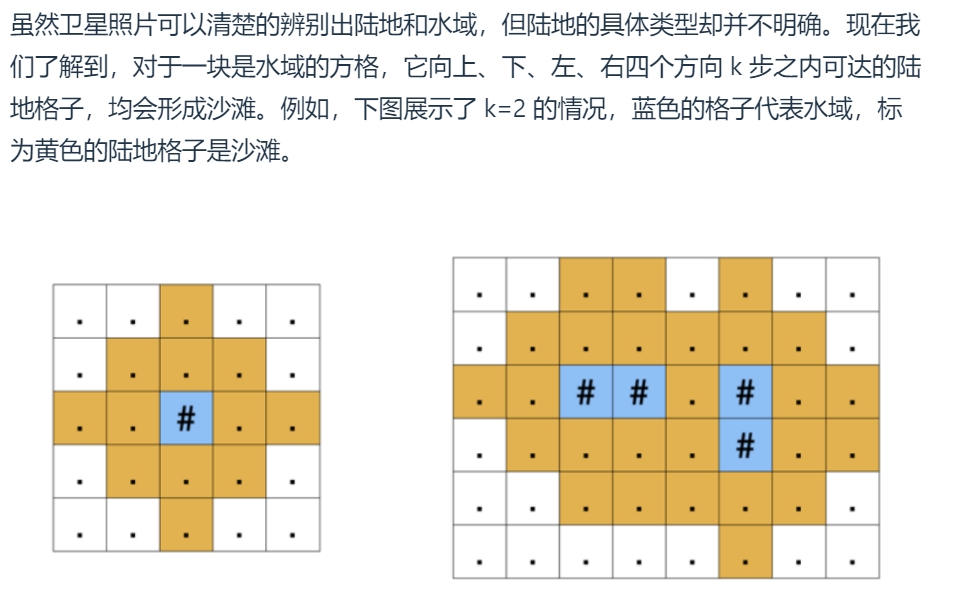 虽然卫星照片可以清楚的辨别出陆地和水域，但陆地的具体类型却并不明确。现在我
们了解到，对于一块是水域的方格，它向上、下、左、右四个方向 k 步之内可达的陆
地格子，均会形成沙滩。例如，下图展示了 k=2 的情况，蓝色的格子代表水域，标
为黄色的陆地格子是沙滩。
. . . . .
. . . . .
. . # . .
. . . . .
. . . . .
. . . . . . . .
. . . . . . . .
. . # # . # . .
. . . . . # . .
. . . . . . . .
. . . . . . . .